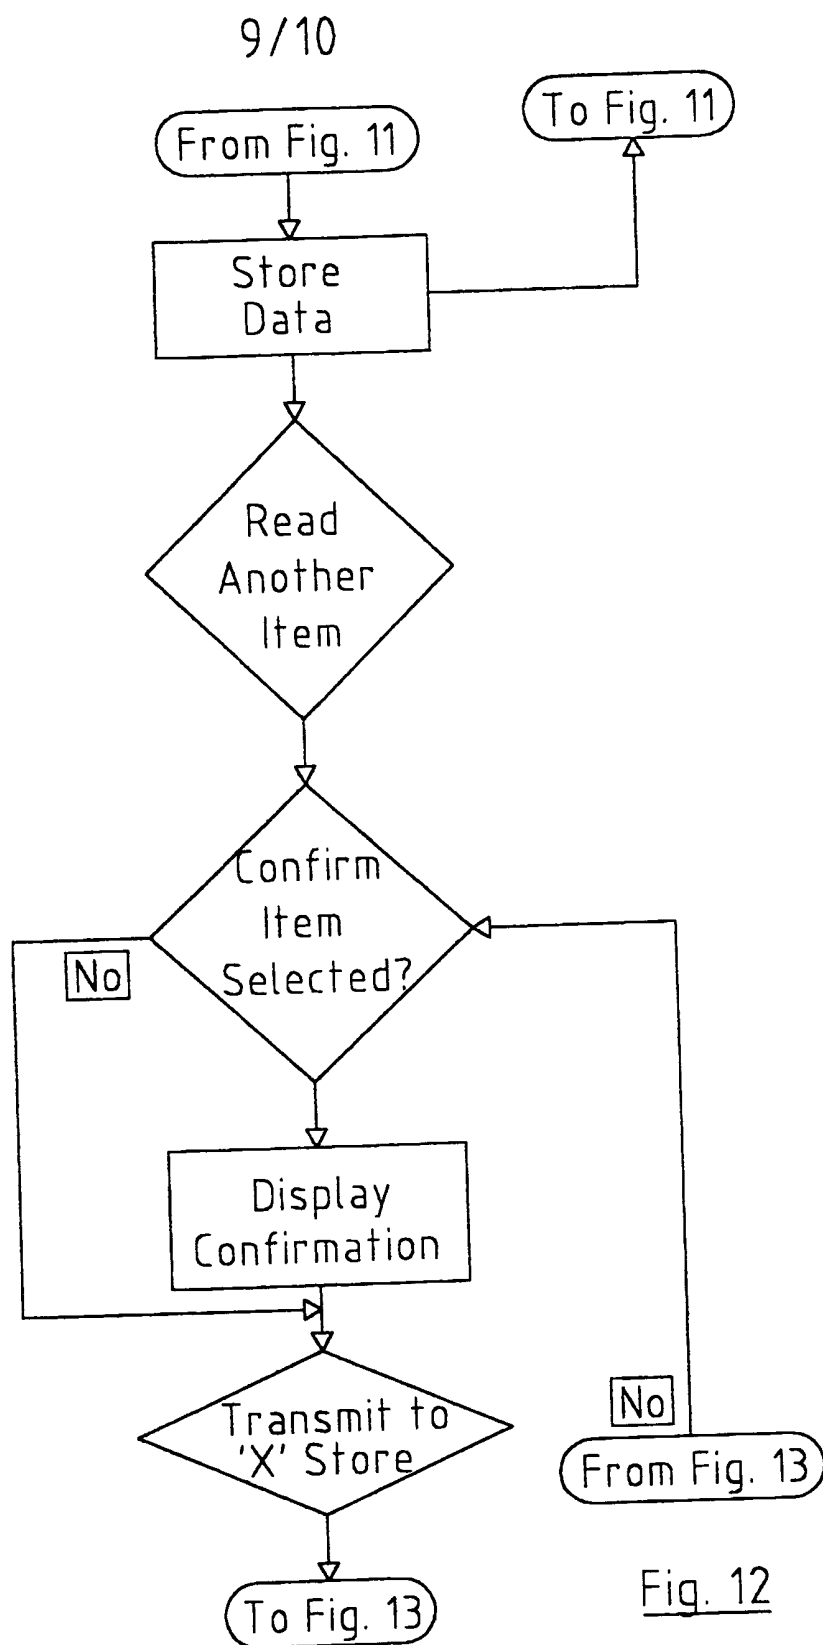 9/10
From Fig. 11
To Fig. 11
Store
Data
Read
Another
Item
Confirm
Item
Selected?
No
Display
Confirmation
Transmit to
'X' Store
No
From Fig. 13
To Fig. 13
Fig. 12